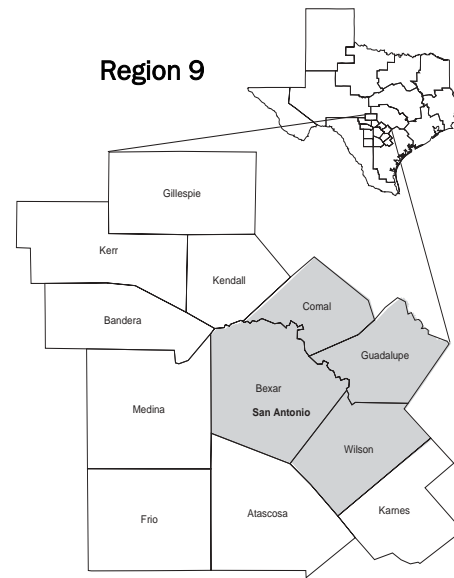 Region 9
Gillespie
Kerr
Kendall
Comal
Bandera
Guadalupe
Bexar
San Antonio
Medina
Wilson
Frio
Atascosa
Karnes